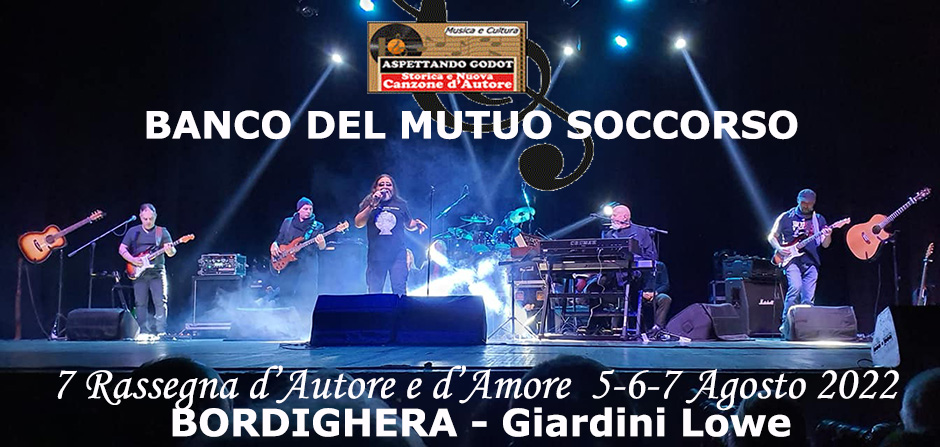 Musica e Cultura
ASPETTANDO GODOT
Storica e Nuova
Canzone d'Autore
BANCO DEL MUTUO SOCCORSO
Marshall
7 Rassegna d'Autore e d'Amore 5-6-7 Agosto 2022
BORDIGHERA - Giardini Lowe